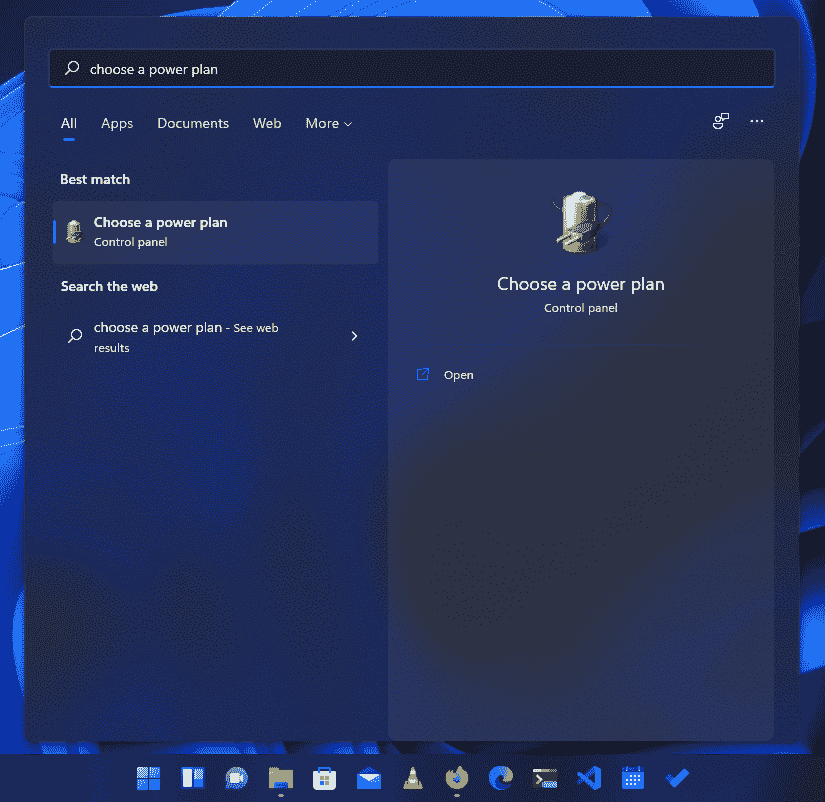 choose a power plan
All Apps Documents Web More
Best match
Choose a power plan
Control panel
Search the web
choose a power plan - See web
results
Choose a power plan
Control panel
Open